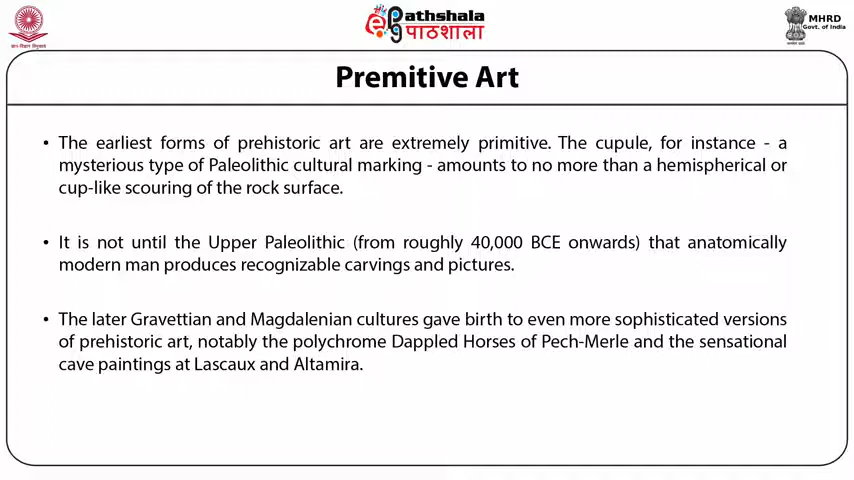 ePathshala
पाठशाला
MHRD
Govt. of India
Premitive Art
• The earliest forms of prehistoric art are extremely primitive. The cupule, for instance - a
mysterious type of Paleolithic cultural marking - amounts to no more than a hemispherical or
cup-like scouring of the rock surface.
• It is not until the Upper Paleolithic (from roughly 40,000 BCE onwards) that anatomically
modern man produces recognizable carvings and pictures.
• The later Gravettian and Magdalenian cultures gave birth to even more sophisticated versions
of prehistoric art, notably the polychrome Dappled Horses of Pech-Merle and the sensational
cave paintings at Lascaux and Altamira.